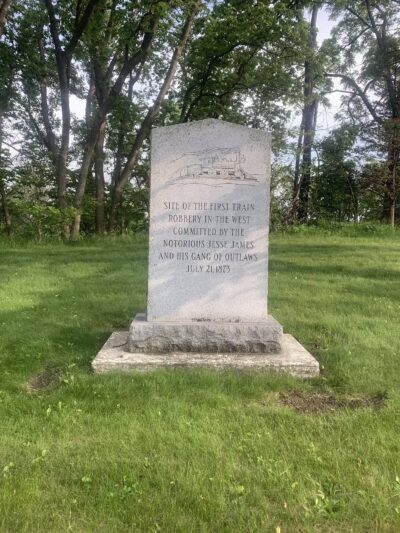 SITE OF THE FIRST TRAIN
ROBBERY IN THE WEST
COMMITTED BY THE
NOTORIOUS JESSE JAMES
AND HIS GANG OF OUTLAWS
JULY 21, 1873